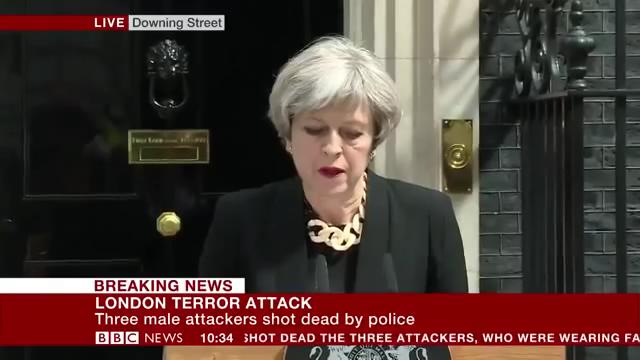 LIVE Downing Street
BREAKING NEWS
LONDON TERROR ATTACK
Three male attackers shot dead by police
BBC NEWS 10:34 SHOT DEAD THE THREE ATTACKERS, WHO WERE WEARING FA